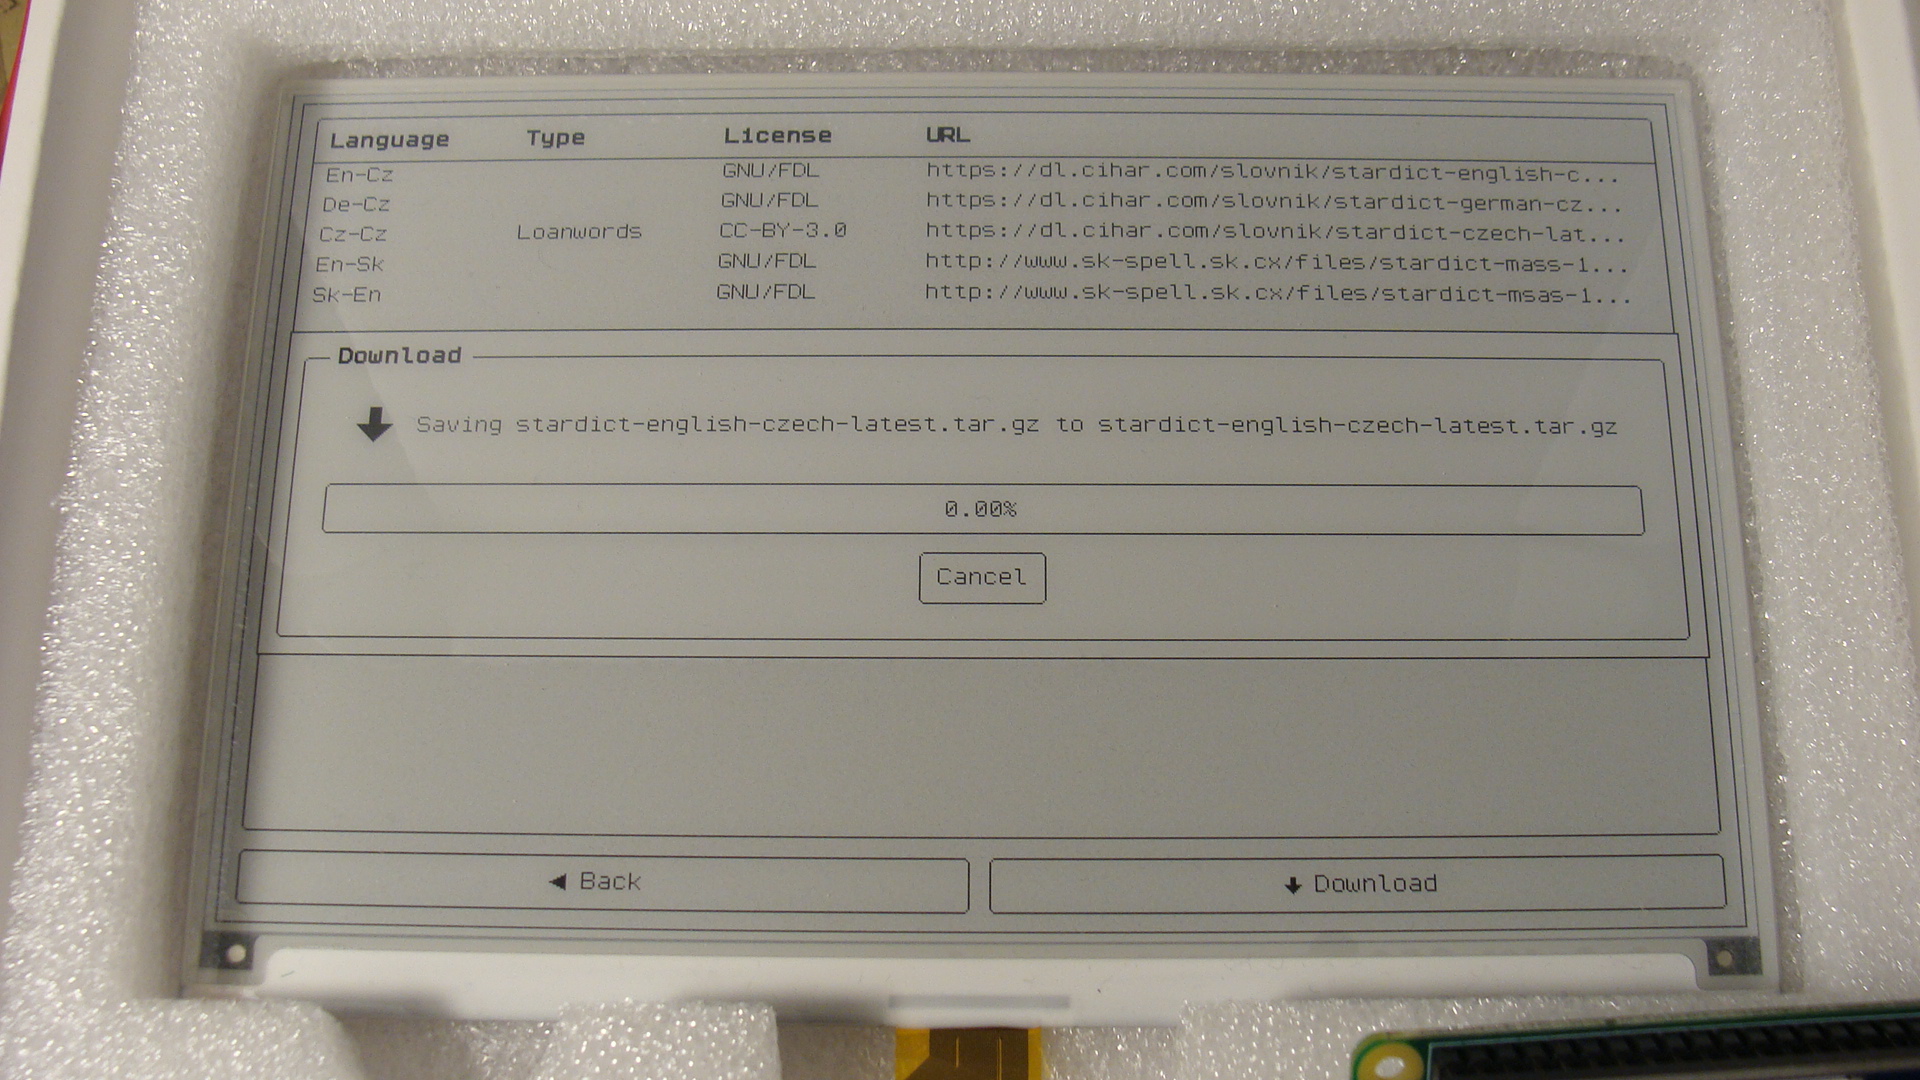 Language Type License URL
En-Cz GNU/FDL https://dl.cihar.com/slovnik/stardict-english-c...
De-Cz GNU/FDL https://dl.cihar.com/slovnik/stardict-german-cz...
Cz-Cz Loanwords CC-BY-3.0 https://dl.cihar.com/slovnik/stardict-czech-lat...
En-Sk GNU/FDL http://www.sk-spell.sk.cx/files/stardict-mass-1...
Sk-En GNU/FDL http://www.sk-spell.sk.cx/files/stardict-msas-1...
Download
Saving stardict-english-czech-latest.tar.gz to stardict-english-czech-latest.tar.gz
0.00%
Cancel
Back
Download